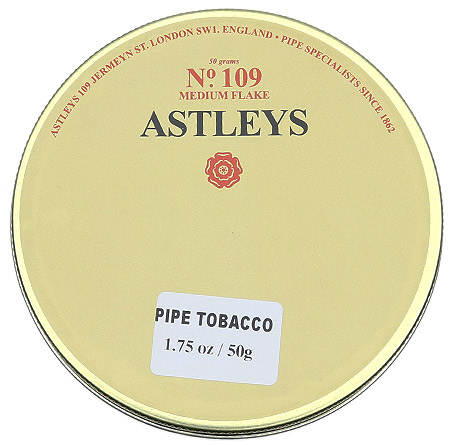 ASTLEYS 109 JERMEYN ST. LONDON SW1. ENGLAND • PIPE SPECIALISTS SINCE 1862
50 grams
Nº 109
MEDIUM FLAKE
ASTLEYS
PIPE TOBACCO
1.75 oz / 50g